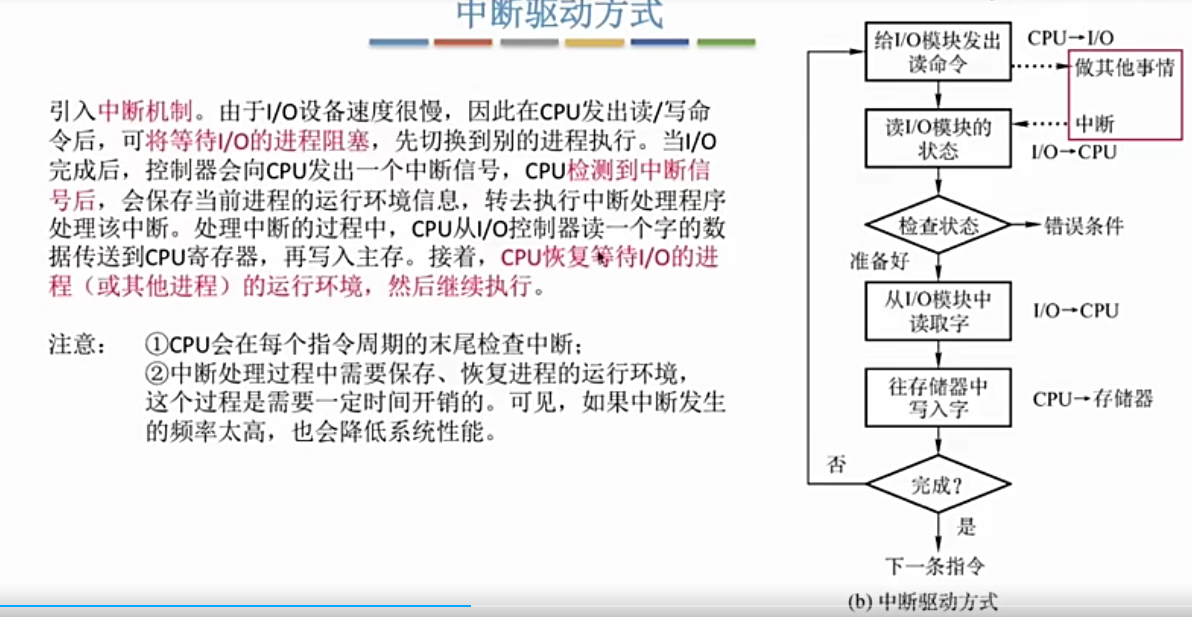 中断驱动方式
引入中断机制。由于I/O设备速度很慢，因此在CPU发出读/写命
令后，可将等待I/O的进程阻塞，先切换到别的进程执行。当I/O
完成后，控制器会向CPU发出一个中断信号，CPU检测到中断信
号后，会保存当前进程的运行环境信息，转去执行中断处理程序
处理该中断。处理中断的过程中，CPU从I/O控制器读一个字的数
据传送到CPU寄存器，再写入主存。接着，CPU恢复等待I/O的进
程（或其他进程）的运行环境，然后继续执行。
注意： ①CPU会在每个指令周期的末尾检查中断；
②中断处理过程中需要保存、恢复进程的运行环境，
这个过程是需要一定时间开销的。可见，如果中断发生
的频率太高，也会降低系统性能。
给I/O模块发出
读命令
CPU→I/O
做其他事情
读I/O模块的
状态
中断
I/O→CPU
检查状态
错误条件
准备好
从I/O模块中
读取字
I/O→CPU
往存储器中
写入字
CPU→存储器
否
完成？
是
下一条指令
(b) 中断驱动方式